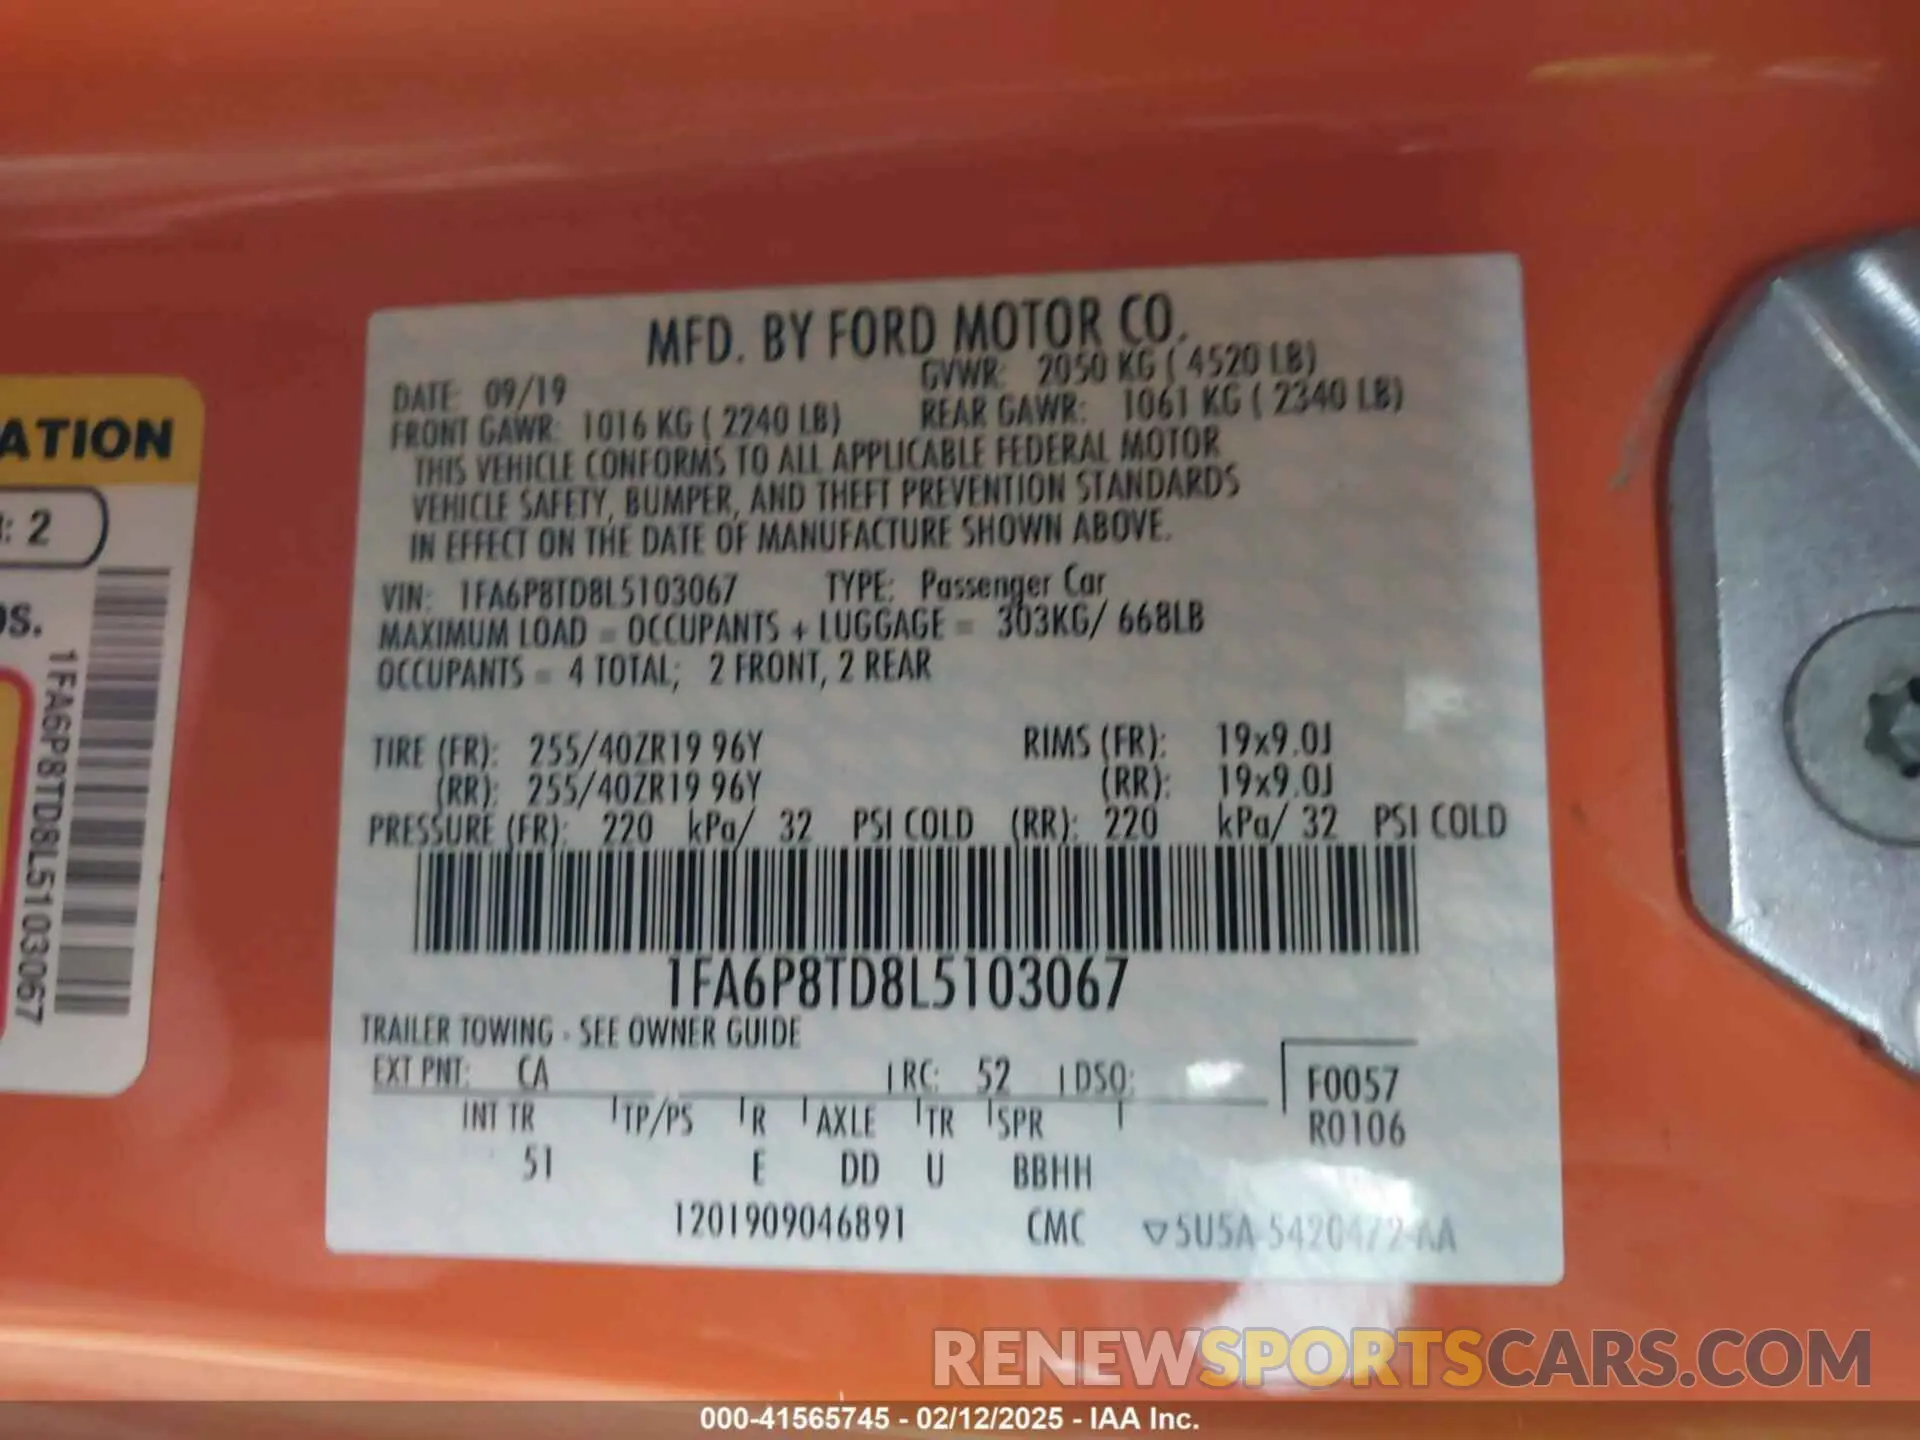 MFD. BY FORD MOTOR CO.
DATE: 09/19 GVWR: 2050 KG ( 4520 LB)
FRONT GAWR: 1016 KG ( 2240 LB) REAR GAWR: 1061 KG ( 2340 LB)
THIS VEHICLE CONFORMS TO ALL APPLICABLE FEDERAL MOTOR
VEHICLE SAFETY, BUMPER, AND THEFT PREVENTION STANDARDS
IN EFFECT ON THE DATE OF MANUFACTURE SHOWN ABOVE.
VIN: 1FA6P8TD8L5103067 TYPE: Passenger Car
MAXIMUM LOAD = OCCUPANTS + LUGGAGE = 303KG/ 668LB
OCCUPANTS = 4 TOTAL; 2 FRONT, 2 REAR
TIRE (FR): 255/40ZR19 96Y RIMS (FR): 19x9.0J
(RR): 255/40ZR19 96Y (RR): 19x9.0J
PRESSURE (FR): 220 kPa/ 32 PSI COLD (RR): 220 kPa/ 32 PSI COLD
1FA6P8TD8L5103067
TRAILER TOWING - SEE OWNER GUIDE
EXT PNT: CA RC: 52 DSO:
F0057
R0106
INT TR TP/PS R AXLE TR SPR
51 E DD U BBHH
1201909046891 CMC ▽5U5A-5420472-AA
ATION
: 2
OS.
1FA6P8TD8L5103067
RENEWSPORTSCARS.COM
000-41565745 - 02/12/2025 - IAA Inc.